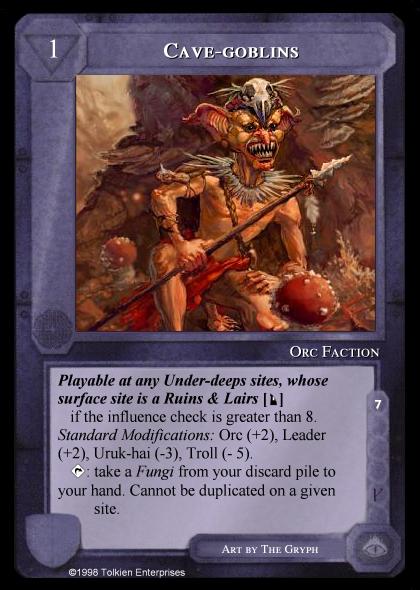 1
CAVE-GOBLINS
ORC FACTION
Playable at any Under-deeps sites, whose
surface site is a Ruins & Lairs []
if the influence check is greater than 8.
Standard Modifications: Orc (+2), Leader
(+2), Uruk-hai (-3), Troll (- 5).
: take a Fungi from your discard pile to
your hand. Cannot be duplicated on a given
site.
7
ART BY THE GRYPH
©1998 Tolkien Enterprises